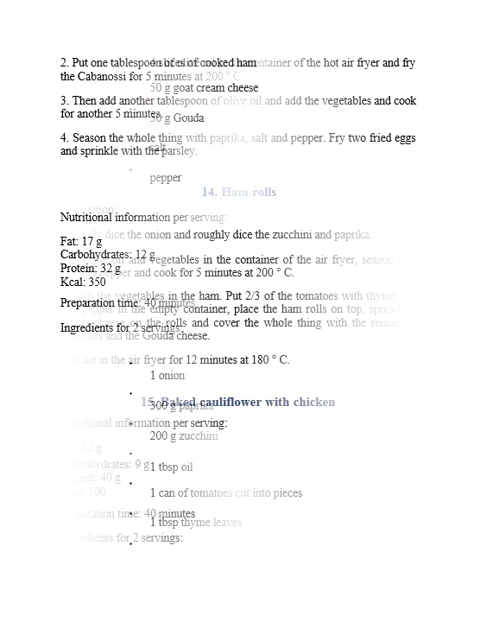 2. Put one tablespoon of container of the hot air fryer and fry
slices of cooked ham
the Cabanossi for 5 minutes at 200 ° C.
50 g goat cream cheese
3. Then add another tablespoon of olive oil and add the vegetables and cook
for another 5 minutes.
50 g Gouda
4. Season the whole thing with paprika, salt and pepper. Fry two fried eggs
and sprinkle with the parsley.
salt
pepper
14. Ham rolls
Nutritional information per serving:
dice the onion and roughly dice the zucchini and paprika.
Fat: 17 g
Carbohydrates: 12 g
and vegetables in the container of the air fryer, season
Protein: 32 g
and cook for 5 minutes at 200 ° C.
Kcal: 350
the vegetables in the ham. Put 2/3 of the tomatoes with thyme,
Preparation time: 40 minutes
in the empty container, place the ham rolls on top, spread
on the rolls and cover the whole thing with the
Ingredients for 2 servings:
and the Gouda cheese.
in the air fryer for 12 minutes at 180 ° C.
1 onion
15. Baked cauliflower with chicken
300 g paprika
Nutritional information per serving:
200 g zucchini
12 g
Carbohydrates: 9 g
1 tbsp oil
Protein: 40 g
500
1 can of tomatoes cut into pieces
Preparation time: 40 minutes
1 tbsp thyme leaves
Ingredients for 2 servings: